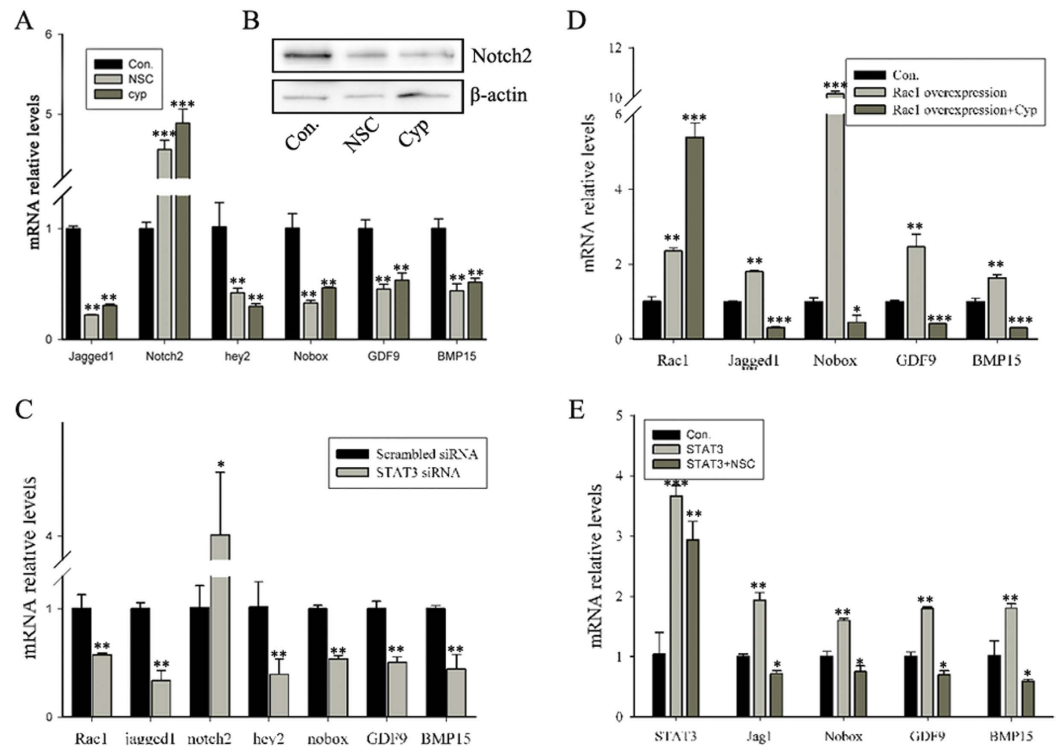 A
mRNA relative levels
6
5
1
0
Con.
NSC
cyp
*** ***
** **
** **
** **
** **
** **
Jagged1 Notch2 hey2 Nobox GDF9 BMP15
B
Notch2
β-actin
Con. NSC Cyp
C
mRNA relative levels
4
1
0
Scrambled siRNA
STAT3 siRNA
*
** ** ** ** ** **
Rac1 jagged1 notch2 hey2 nobox GDF9 BMP15
D
mRNA relative levels
12
10
6
4
2
0
Con.
Rac1 overexpression
Rac1 overexpression+Cyp
** ***
** ***
*** *
** ***
** ***
Rac1 Jagged1 Nobox GDF9 BMP15
E
mRNA relative levels
5
4
3
2
1
0
Con.
STAT3
STAT3+NSC
*** **
** *
** *
** *
** *
STAT3 Jag1 Nobox GDF9 BMP15